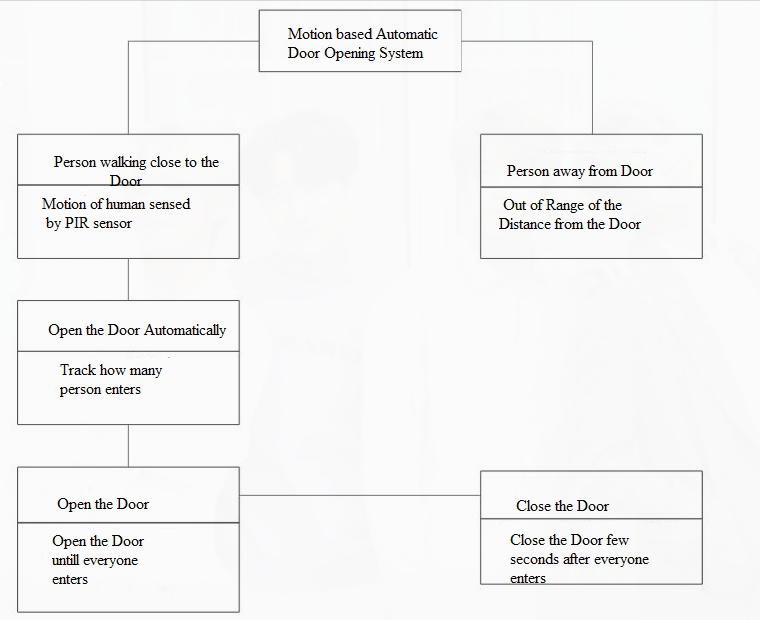 Motion based Automatic
Door Opening System
Person walking close to the
Door
Motion of human sensed
by PIR sensor
Person away from Door
Out of Range of the
Distance from the Door
Open the Door Automatically
Track how many
person enters
Open the Door
Open the Door
untill everyone
enters
Close the Door
Close the Door few
seconds after everyone
enters